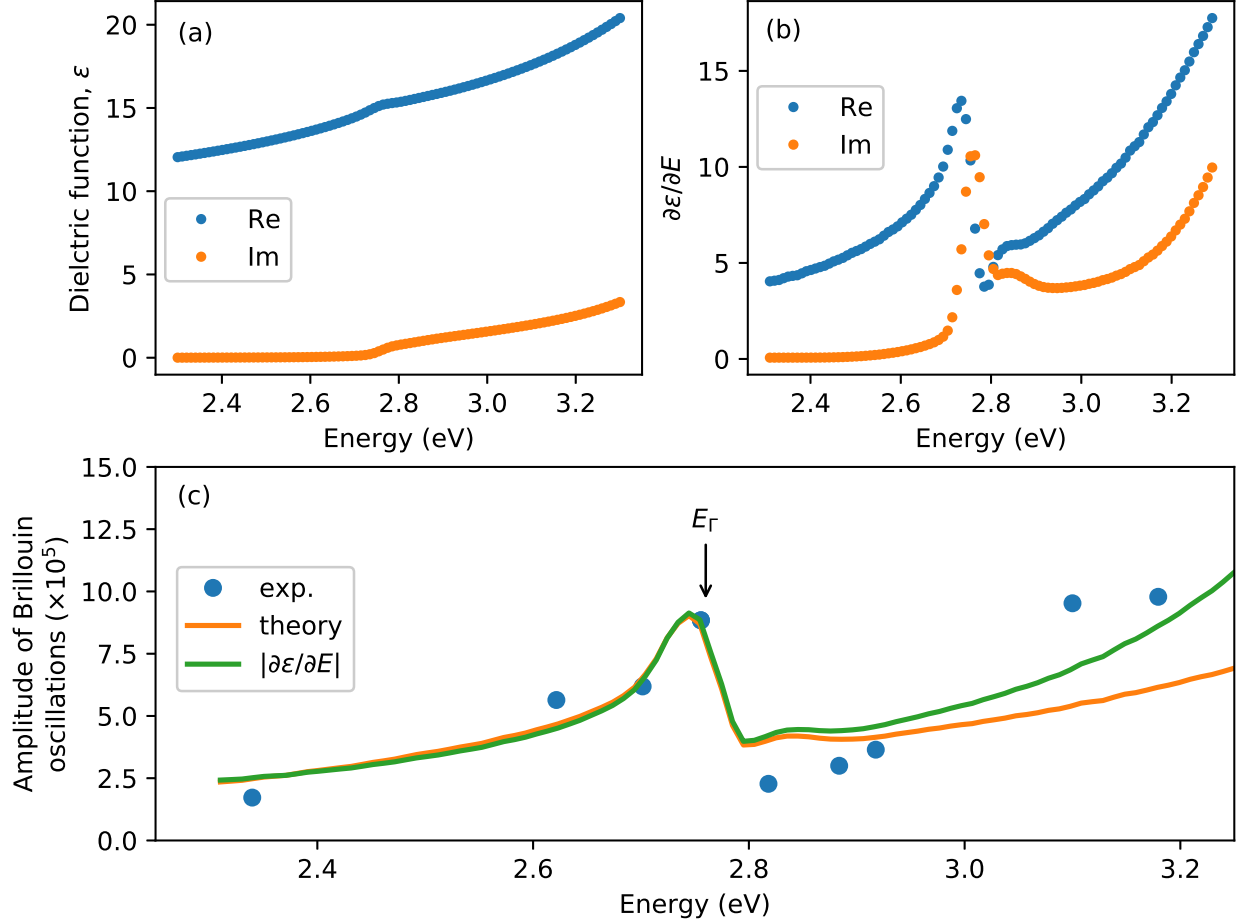 (a)
20
15
10
5
0
Dielctric function, ε
Re
Im
2.4 2.6 2.8 3.0 3.2
Energy (eV)
(b)
15
10
5
0
∂ε/∂E
Re
Im
2.4 2.6 2.8 3.0 3.2
Energy (eV)
(c)
15.0
12.5
10.0
7.5
5.0
2.5
0.0
Amplitude of Brillouin
oscillations (×10⁵)
E_Γ
exp.
theory
|∂ε/∂E|
2.4 2.6 2.8 3.0 3.2
Energy (eV)